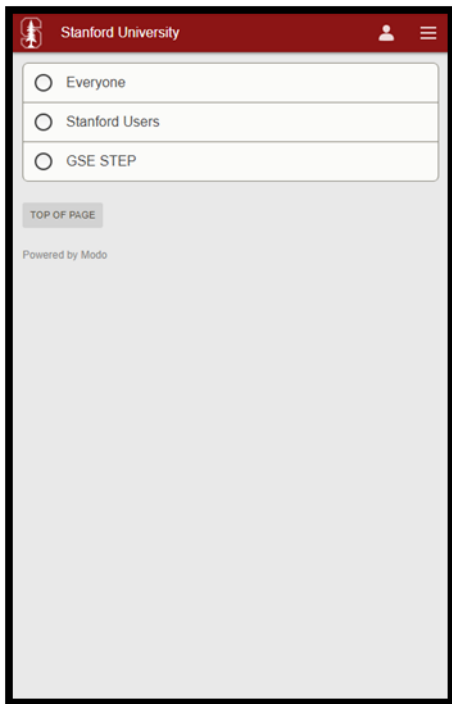 Stanford University
Everyone
Stanford Users
GSE STEP
TOP OF PAGE
Powered by Modo